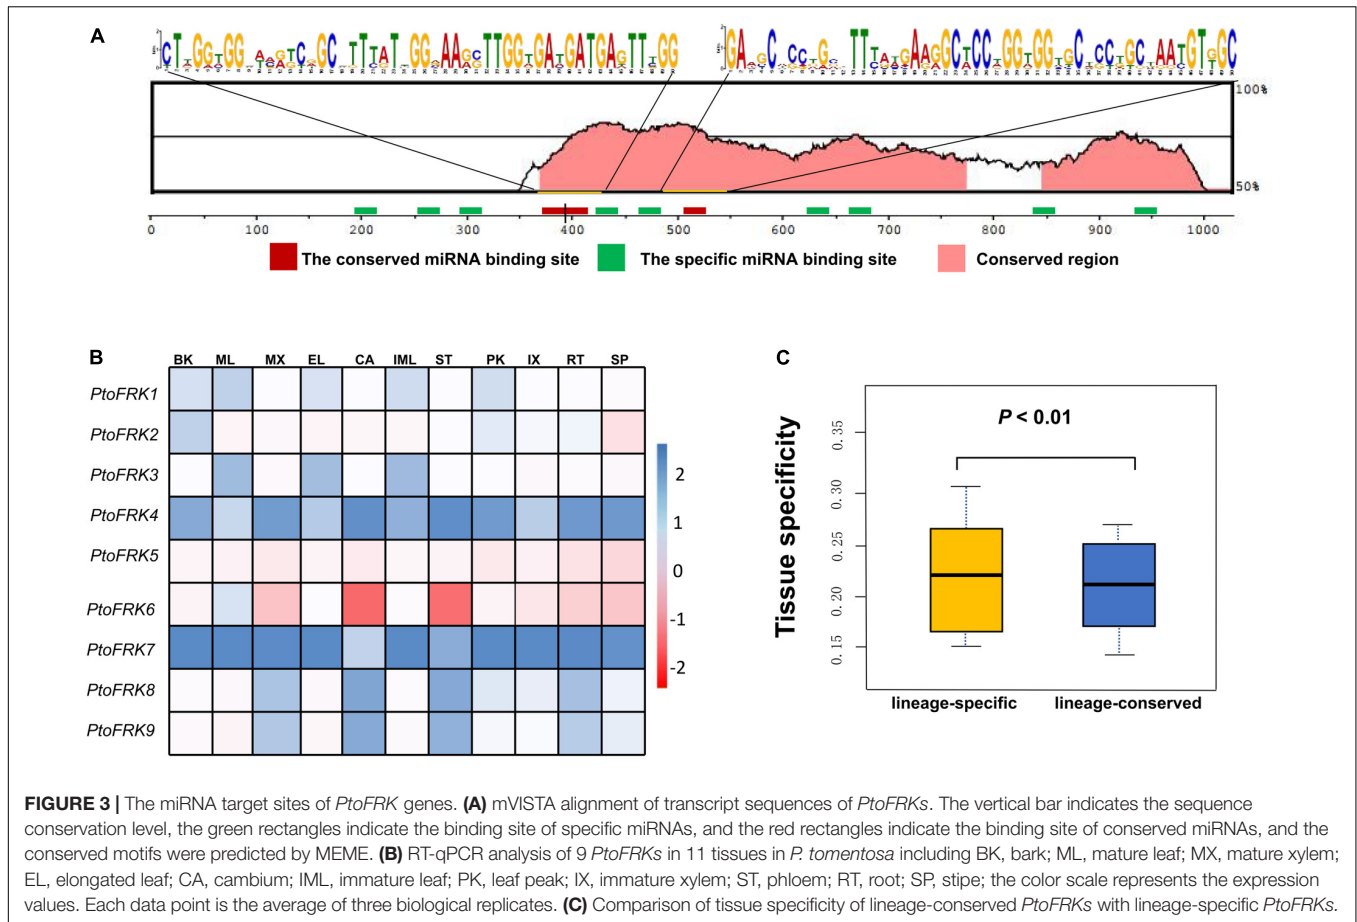 A
100%
50%
0 100 200 300 400 500 600 700 800 900 1000
The conserved miRNA binding site The specific miRNA binding site Conserved region
B
BK ML MX EL CA IML ST PK IX RT SP
PtoFRK1
PtoFRK2
PtoFRK3
PtoFRK4
PtoFRK5
PtoFRK6
PtoFRK7
PtoFRK8
PtoFRK9
2
1
0
-1
-2
C
P < 0.01
Tissue specificity
0.35
0.30
0.25
0.20
0.15
lineage-specific lineage-conserved
FIGURE 3 | The miRNA target sites of PtoFRK genes. (A) mVISTA alignment of transcript sequences of PtoFRKs. The vertical bar indicates the sequence
conservation level, the green rectangles indicate the binding site of specific miRNAs, and the red rectangles indicate the binding site of conserved miRNAs, and the
conserved motifs were predicted by MEME. (B) RT-qPCR analysis of 9 PtoFRKs in 11 tissues in P. tomentosa including BK, bark; ML, mature leaf; MX, mature xylem;
EL, elongated leaf; CA, cambium; IML, immature leaf; PK, leaf peak; IX, immature xylem; ST, phloem; RT, root; SP, stipe; the color scale represents the expression
values. Each data point is the average of three biological replicates. (C) Comparison of tissue specificity of lineage-conserved PtoFRKs with lineage-specific PtoFRKs.